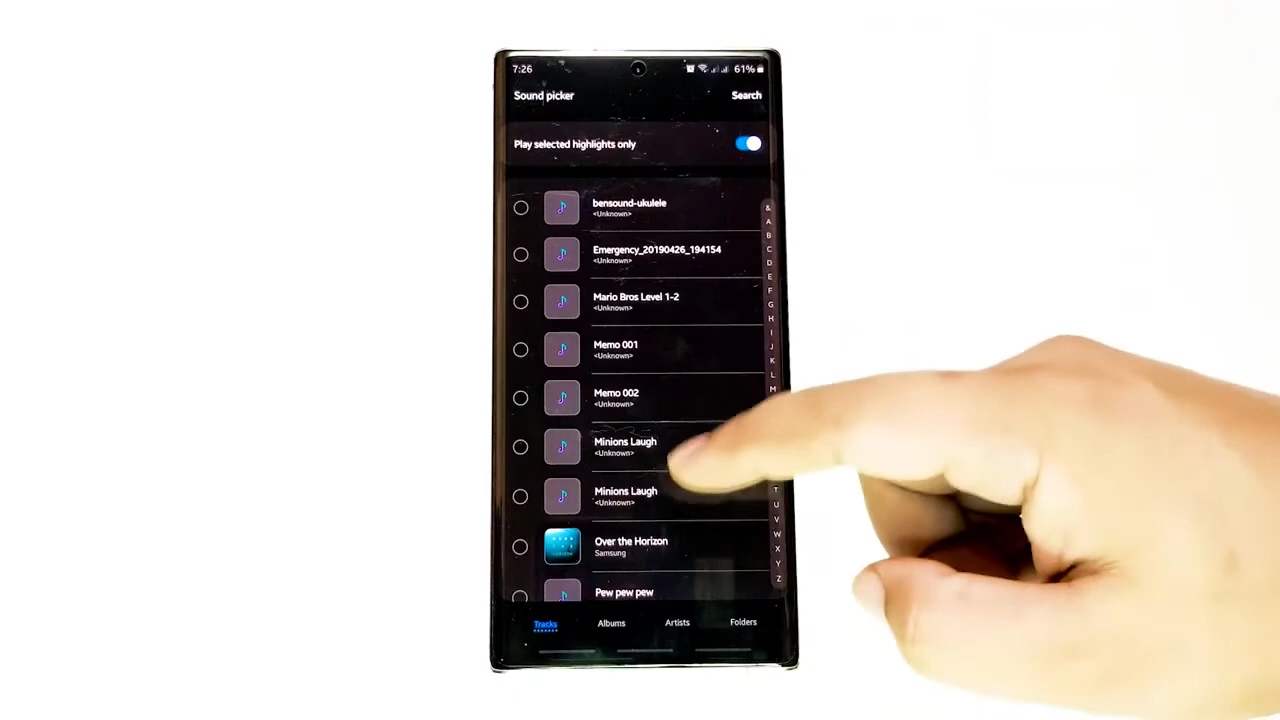 7:26
61%
Sound picker
Search
Play selected highlights only
bensound-ukulele
<Unknown>
Emergency_20190426_194154
<Unknown>
Mario Bros Level 1-2
<Unknown>
Memo 001
<Unknown>
Memo 002
<Unknown>
Minions Laugh
<Unknown>
Minions Laugh
<Unknown>
Over the Horizon
Samsung
Pew pew pew
&
A
B
C
D
E
F
G
H
I
J
K
L
M
T
U
V
W
X
Y
Z
Tracks
Albums
Artists
Folders